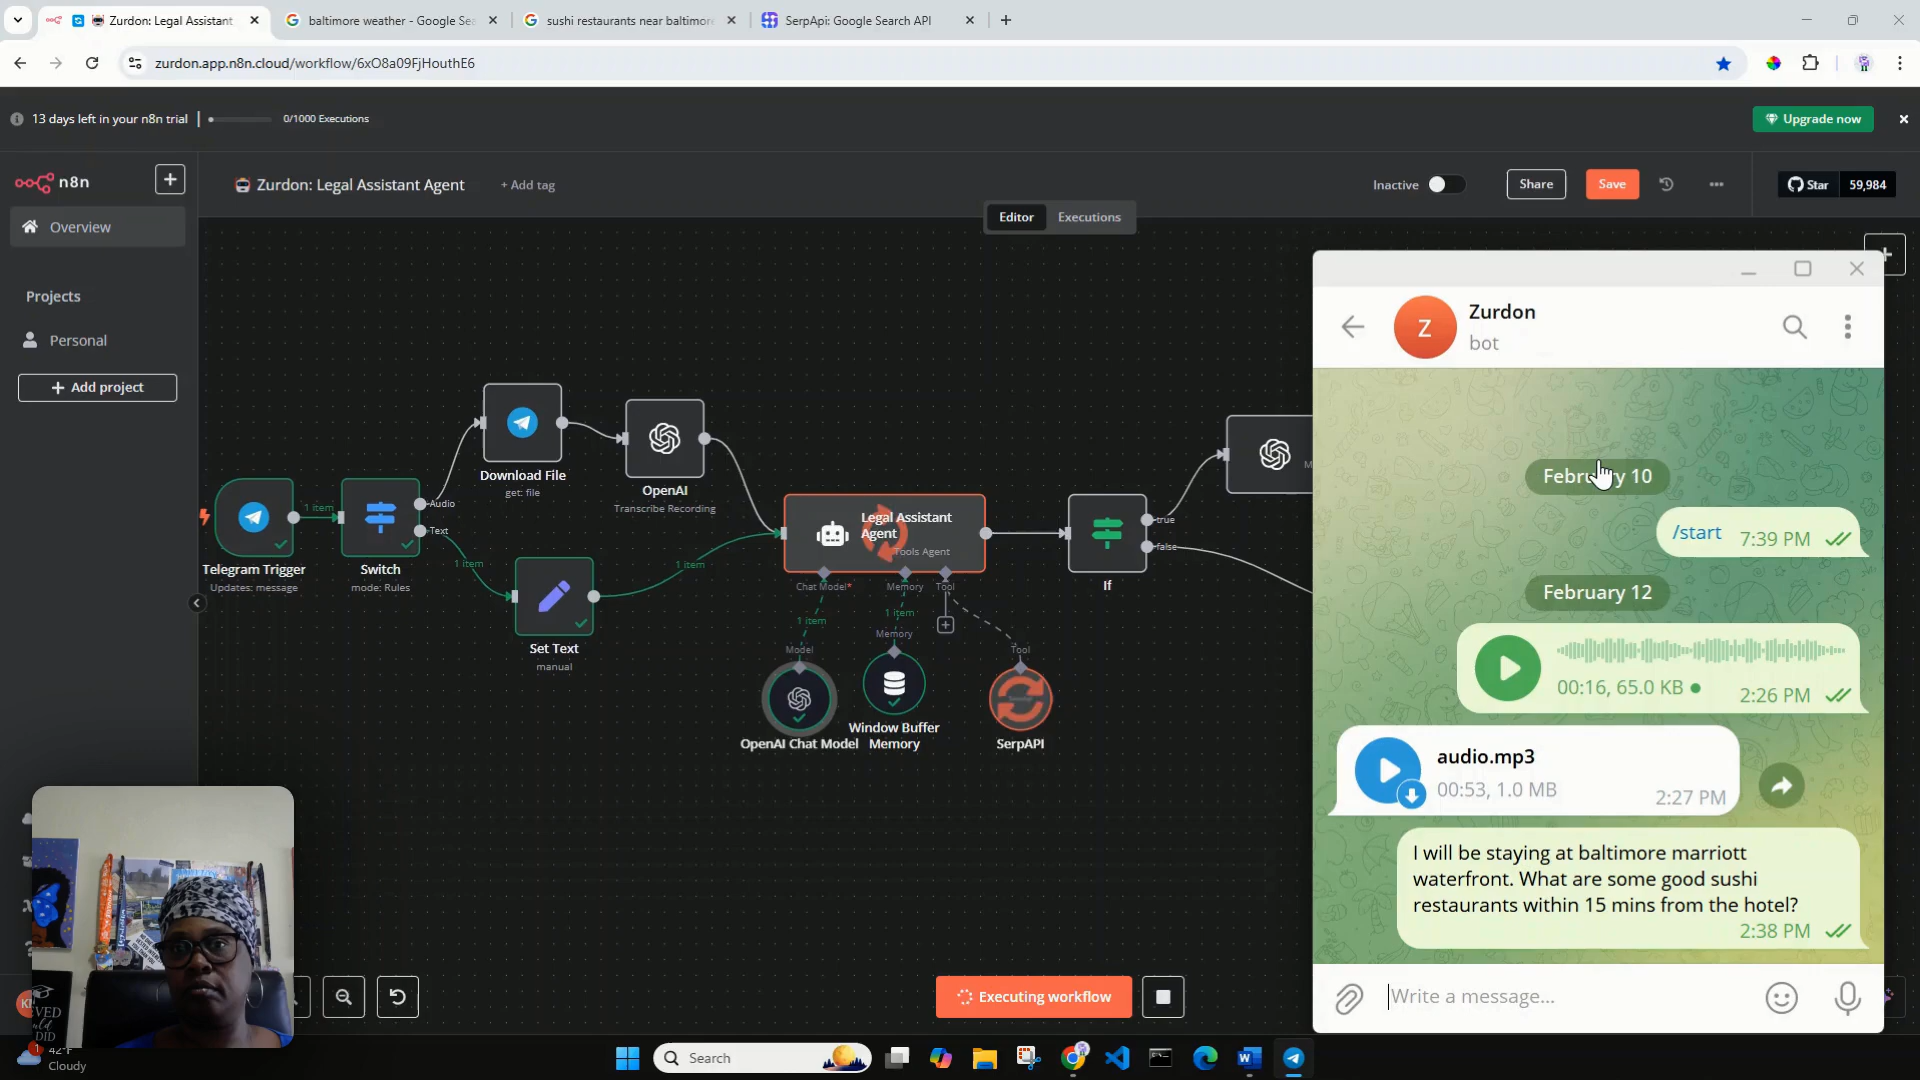 Zurdon: Legal Assistant
baltimore weather - Google Sea
sushi restaurants near baltimore
SerpApi: Google Search API
zurdon.app.n8n.cloud/workflow/6xO8a09FjHouthE6
13 days left in your n8n trial
0/1000 Executions
Upgrade now
n8n
Zurdon: Legal Assistant Agent
+ Add tag
Inactive
Share
Save
Star
59,984
Editor
Executions
Overview
Projects
Personal
+ Add project
Download File
get: file
OpenAI
Transcribe Recording
Telegram Trigger
Updates: message
1 item
Switch
mode: Rules
Audio
Text
1 item
Set Text
manual
1 item
Legal Assistant
Agent
Tools Agent
Chat Model*
Memory
Tool
1 item
1 item
Model
Memory
Tool
OpenAI Chat Model
Window Buffer
Memory
SerpAPI
If
true
false
Executing workflow
Zurdon
Z
bot
February 10
/start
7:39 PM
February 12
00:16, 65.0 KB
2:26 PM
audio.mp3
00:53, 1.0 MB
2:27 PM
I will be staying at baltimore marriott
waterfront. What are some good sushi
restaurants within 15 mins from the hotel?
2:38 PM
Write a message...
DID
1
42°F
Cloudy
Search